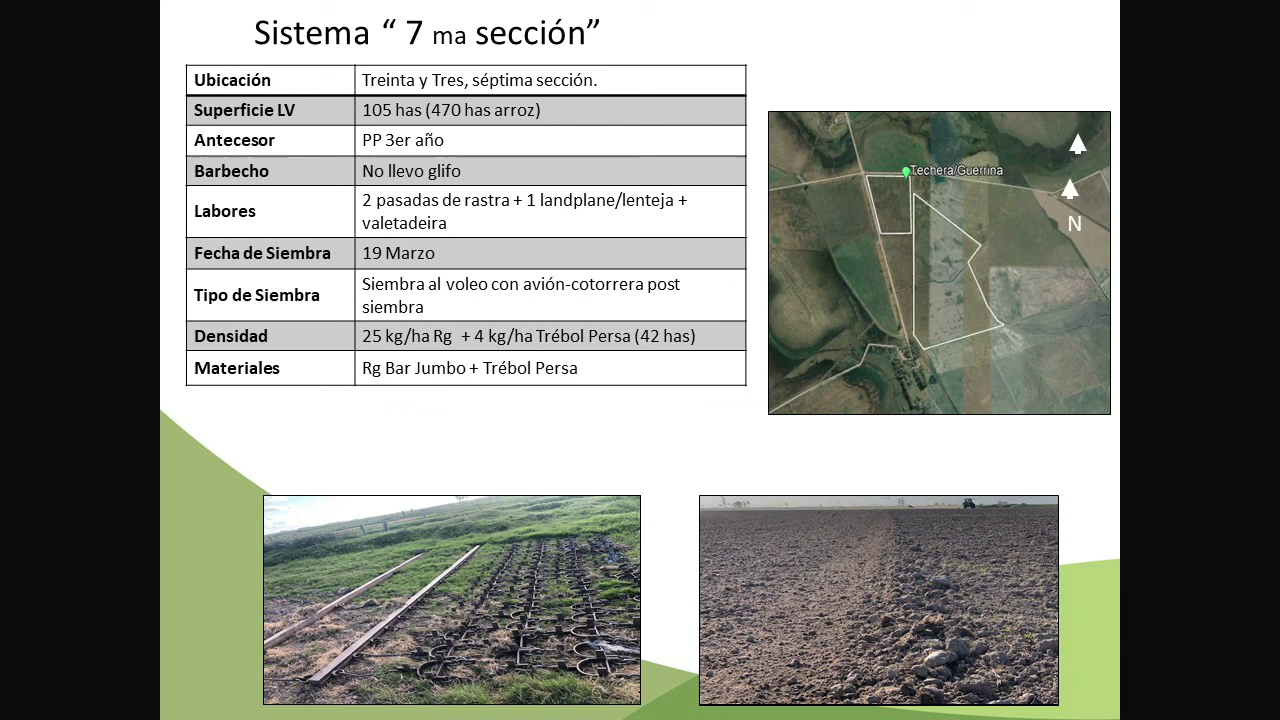 Sistema “ 7 ma sección”
Ubicación
Treinta y Tres, séptima sección.
Superficie LV
105 has (470 has arroz)
Antecesor
PP 3er año
Barbecho
No llevo glifo
Labores
2 pasadas de rastra + 1 landplane/lenteja +
valetadeira
Fecha de Siembra
19 Marzo
Tipo de Siembra
Siembra al voleo con avión-cotorrera post
siembra
Densidad
25 kg/ha Rg + 4 kg/ha Trébol Persa (42 has)
Materiales
Rg Bar Jumbo + Trébol Persa
Techera/Guerrina
N